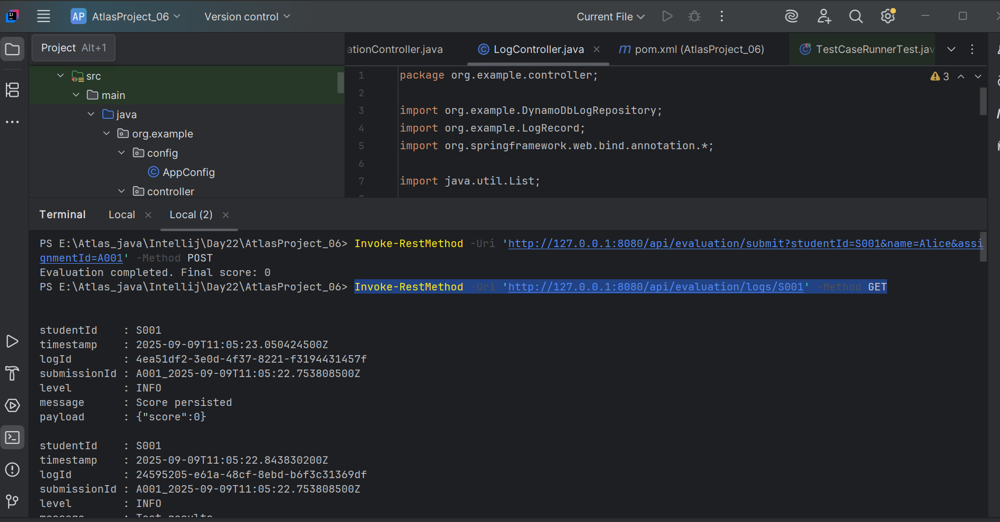 AP AtlasProject_06 Version control Current File
Project Alt+1
ationController.java LogController.java pom.xml (AtlasProject_06) TestCaseRunnerTest.jav
src
main
java
org.example
config
AppConfig
controller
1 package org.example.controller;
2
3 import org.example.DynamoDbLogRepository;
4 import org.example.LogRecord;
5 import org.springframework.web.bind.annotation.*;
6
7 import java.util.List;
3
Terminal Local Local (2)
PS E:\Atlas_java\Intellij\Day22\AtlasProject_06> Invoke-RestMethod -Uri 'http://127.0.0.1:8080/api/evaluation/submit?studentId=S001&name=Alice&assi
gnmentId=A001' -Method POST
Evaluation completed. Final score: 0
PS E:\Atlas_java\Intellij\Day22\AtlasProject_06> Invoke-RestMethod -Uri 'http://127.0.0.1:8080/api/evaluation/logs/S001' -Method GET
studentId : S001
timestamp : 2025-09-09T11:05:23.050424500Z
logId : 4ea51df2-3e0d-4f37-8221-f3194431457f
submissionId : A001_2025-09-09T11:05:22.753808500Z
level : INFO
message : Score persisted
payload : {"score":0}
studentId : S001
timestamp : 2025-09-09T11:05:22.843830200Z
logId : 24595205-e61a-48cf-8ebd-b6f3c31369df
submissionId : A001_2025-09-09T11:05:22.753808500Z
level : INFO
message : Test results